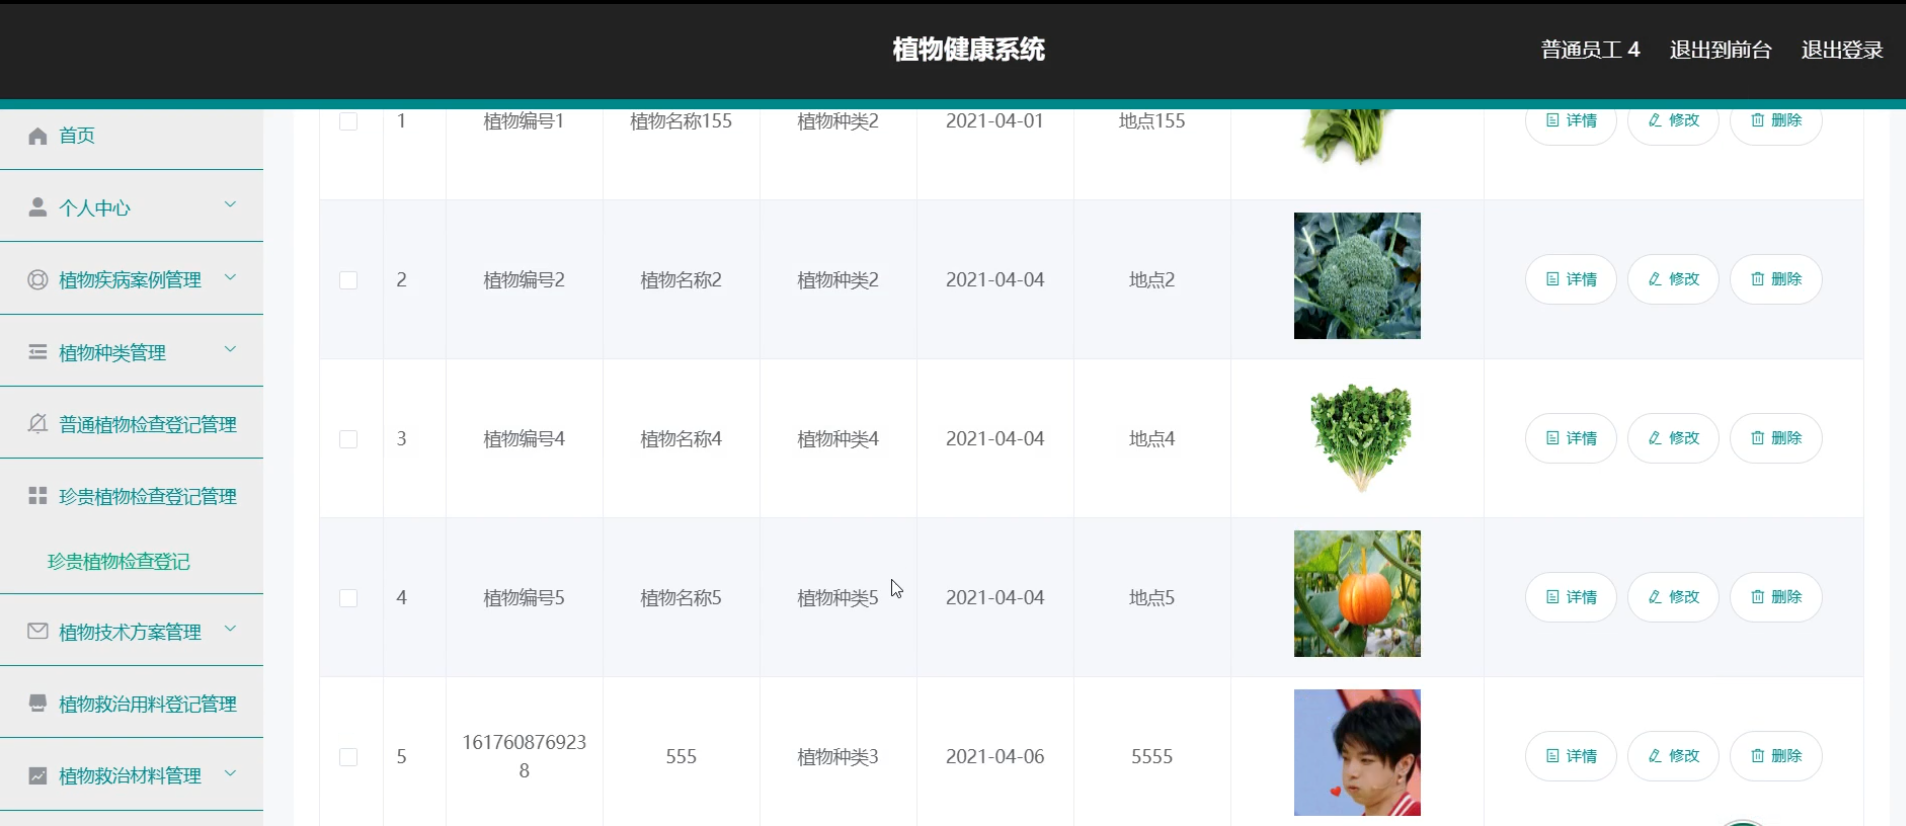 植物健康系统
普通员工 4 退出到前台 退出登录
首页
个人中心
植物疾病案例管理
植物种类管理
普通植物检查登记管理
珍贵植物检查登记管理
珍贵植物检查登记
植物技术方案管理
植物救治用料登记管理
植物救治材料管理
1 植物编号1 植物名称155 植物种类2 2021-04-01 地点155 详情 修改 删除
2 植物编号2 植物名称2 植物种类2 2021-04-04 地点2 详情 修改 删除
3 植物编号4 植物名称4 植物种类4 2021-04-04 地点4 详情 修改 删除
4 植物编号5 植物名称5 植物种类5 2021-04-04 地点5 详情 修改 删除
5 161760876923 555 植物种类3 2021-04-06 5555 详情 修改 删除
8